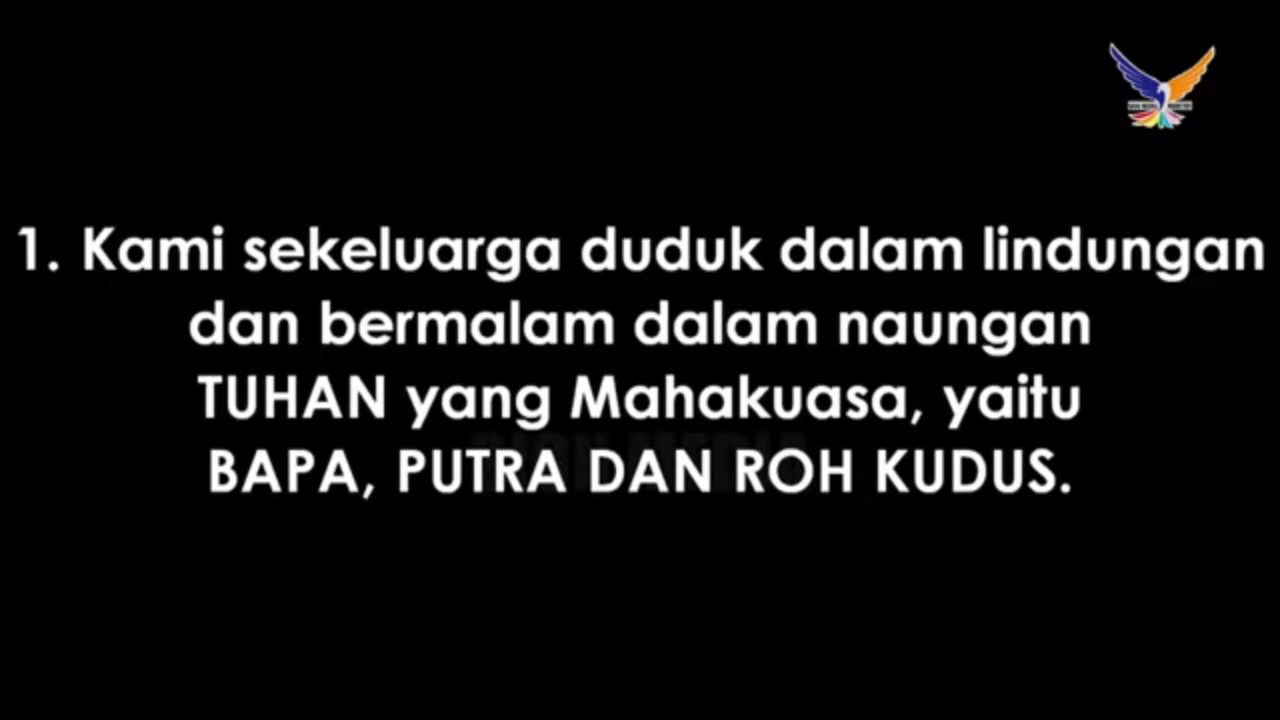 1. Kami sekeluarga duduk dalam lindungan
dan bermalam dalam naungan
TUHAN yang Mahakuasa, yaitu
BAPA, PUTRA DAN ROH KUDUS.